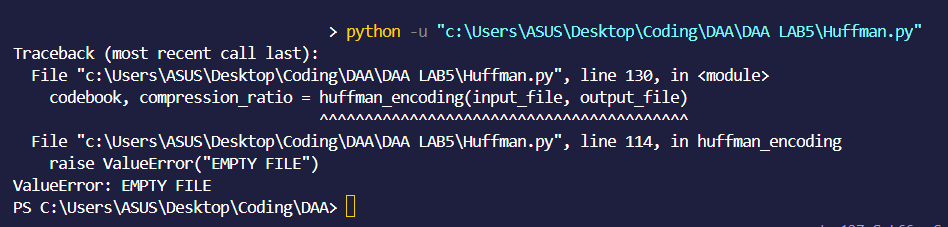 > python -u "c:\Users\ASUS\Desktop\Coding\DAA\DAA LAB5\Huffman.py"
Traceback (most recent call last):
  File "c:\Users\ASUS\Desktop\Coding\DAA\DAA LAB5\Huffman.py", line 130, in <module>
    codebook, compression_ratio = huffman_encoding(input_file, output_file)
                                  ^^^^^^^^^^^^^^^^^^^^^^^^^^^^^^^^^^^^^^^^^
  File "c:\Users\ASUS\Desktop\Coding\DAA\DAA LAB5\Huffman.py", line 114, in huffman_encoding
    raise ValueError("EMPTY FILE")
ValueError: EMPTY FILE
PS C:\Users\ASUS\Desktop\Coding\DAA>